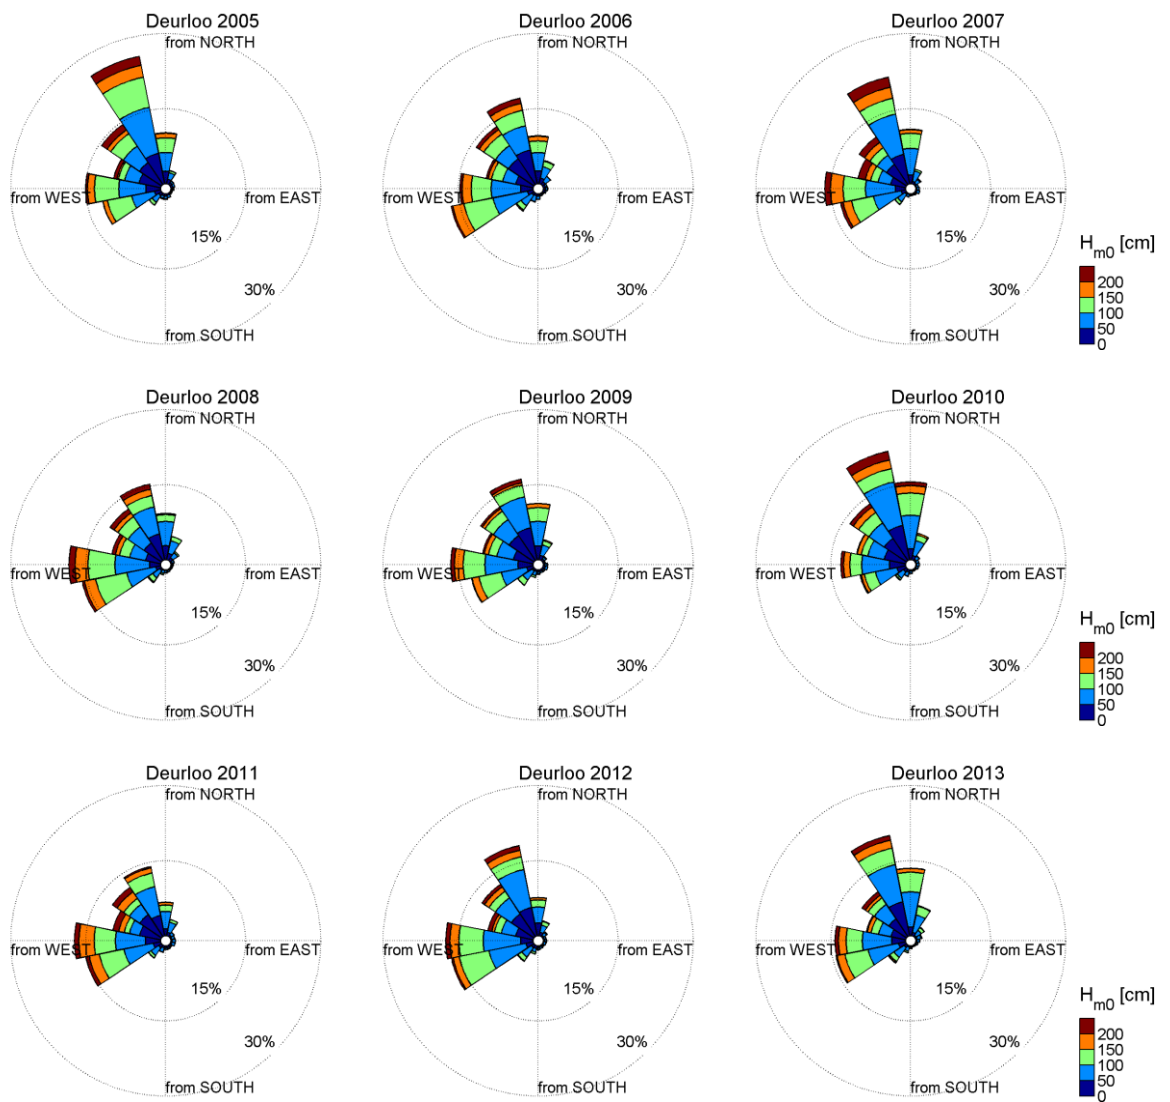 Deurloo 2005
from NORTH
from WEST
from EAST
15%
30%
from SOUTH
Deurloo 2006
from NORTH
from WEST
from EAST
15%
30%
from SOUTH
Deurloo 2007
from NORTH
from WEST
from EAST
15%
30%
from SOUTH
Hm0 [cm]
200
150
100
50
0
Deurloo 2008
from NORTH
from WEST
from EAST
15%
30%
from SOUTH
Deurloo 2009
from NORTH
from WEST
from EAST
15%
30%
from SOUTH
Deurloo 2010
from NORTH
from WEST
from EAST
15%
30%
from SOUTH
Hm0 [cm]
200
150
100
50
0
Deurloo 2011
from NORTH
from WEST
from EAST
15%
30%
from SOUTH
Deurloo 2012
from NORTH
from WEST
from EAST
15%
30%
from SOUTH
Deurloo 2013
from NORTH
from WEST
from EAST
15%
30%
from SOUTH
Hm0 [cm]
200
150
100
50
0